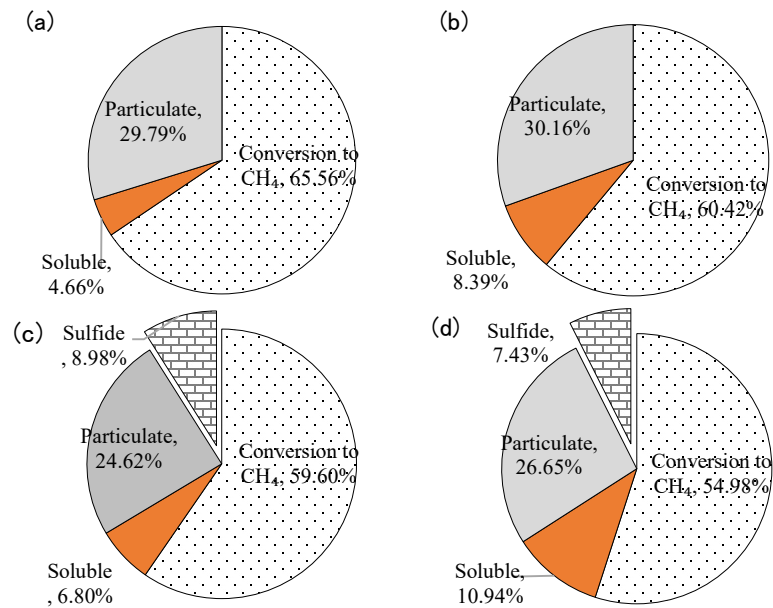 (a)
Particulate,
29.79%
Conversion to
CH₄, 65.56%
Soluble,
4.66%
(b)
Particulate,
30.16%
Conversion to
CH₄, 60.42%
Soluble,
8.39%
(c)
Sulfide
, 8.98%
Particulate,
24.62%
Conversion to
CH₄, 59.60%
Soluble
, 6.80%
(d)
Sulfide,
7.43%
Particulate,
26.65%
Conversion to
CH₄, 54.98%
Soluble,
10.94%